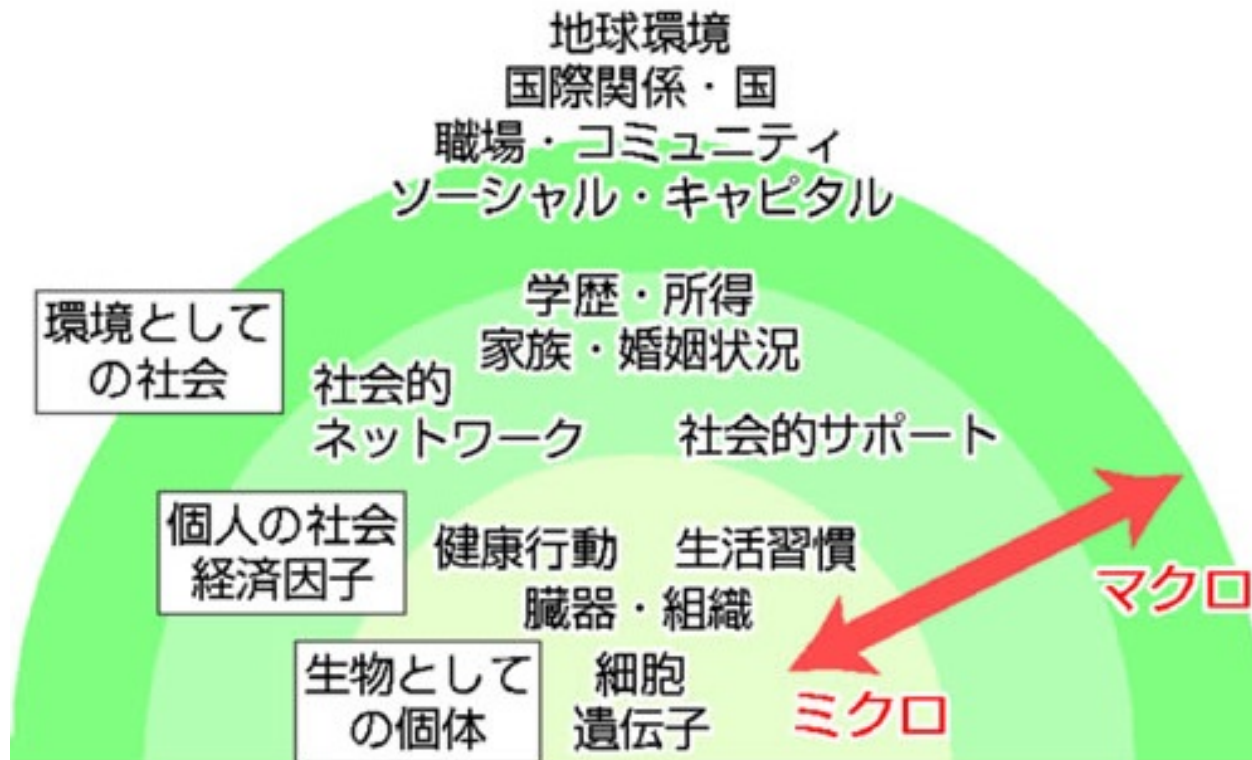 地球環境
国際関係・国
職場・コミュニティ
ソーシャル・キャピタル
環境として
の社会
学歴・所得
家族・婚姻状況
社会的
ネットワーク
社会的サポート
個人の社会
経済因子
健康行動　生活習慣
臓器・組織
マクロ
生物として
の個体
細胞
遺伝子
ミクロ